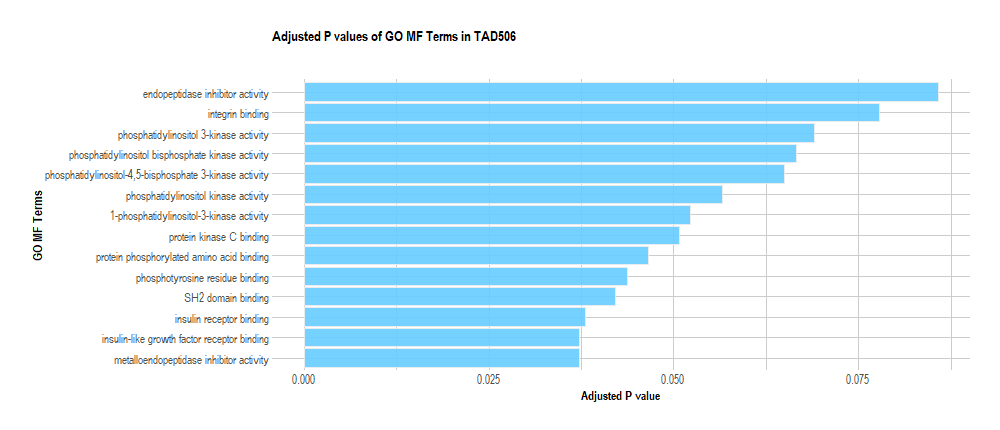 Adjusted P values of GO MF Terms in TAD506
endopeptidase inhibitor activity
integrin binding
phosphatidylinositol 3-kinase activity
phosphatidylinositol bisphosphate kinase activity
phosphatidylinositol-4,5-bisphosphate 3-kinase activity
phosphatidylinositol kinase activity
1-phosphatidylinositol-3-kinase activity
protein kinase C binding
protein phosphorylated amino acid binding
phosphotyrosine residue binding
SH2 domain binding
insulin receptor binding
insulin-like growth factor receptor binding
metalloendopeptidase inhibitor activity
GO MF Terms
0.000 0.025 0.050 0.075
Adjusted P value